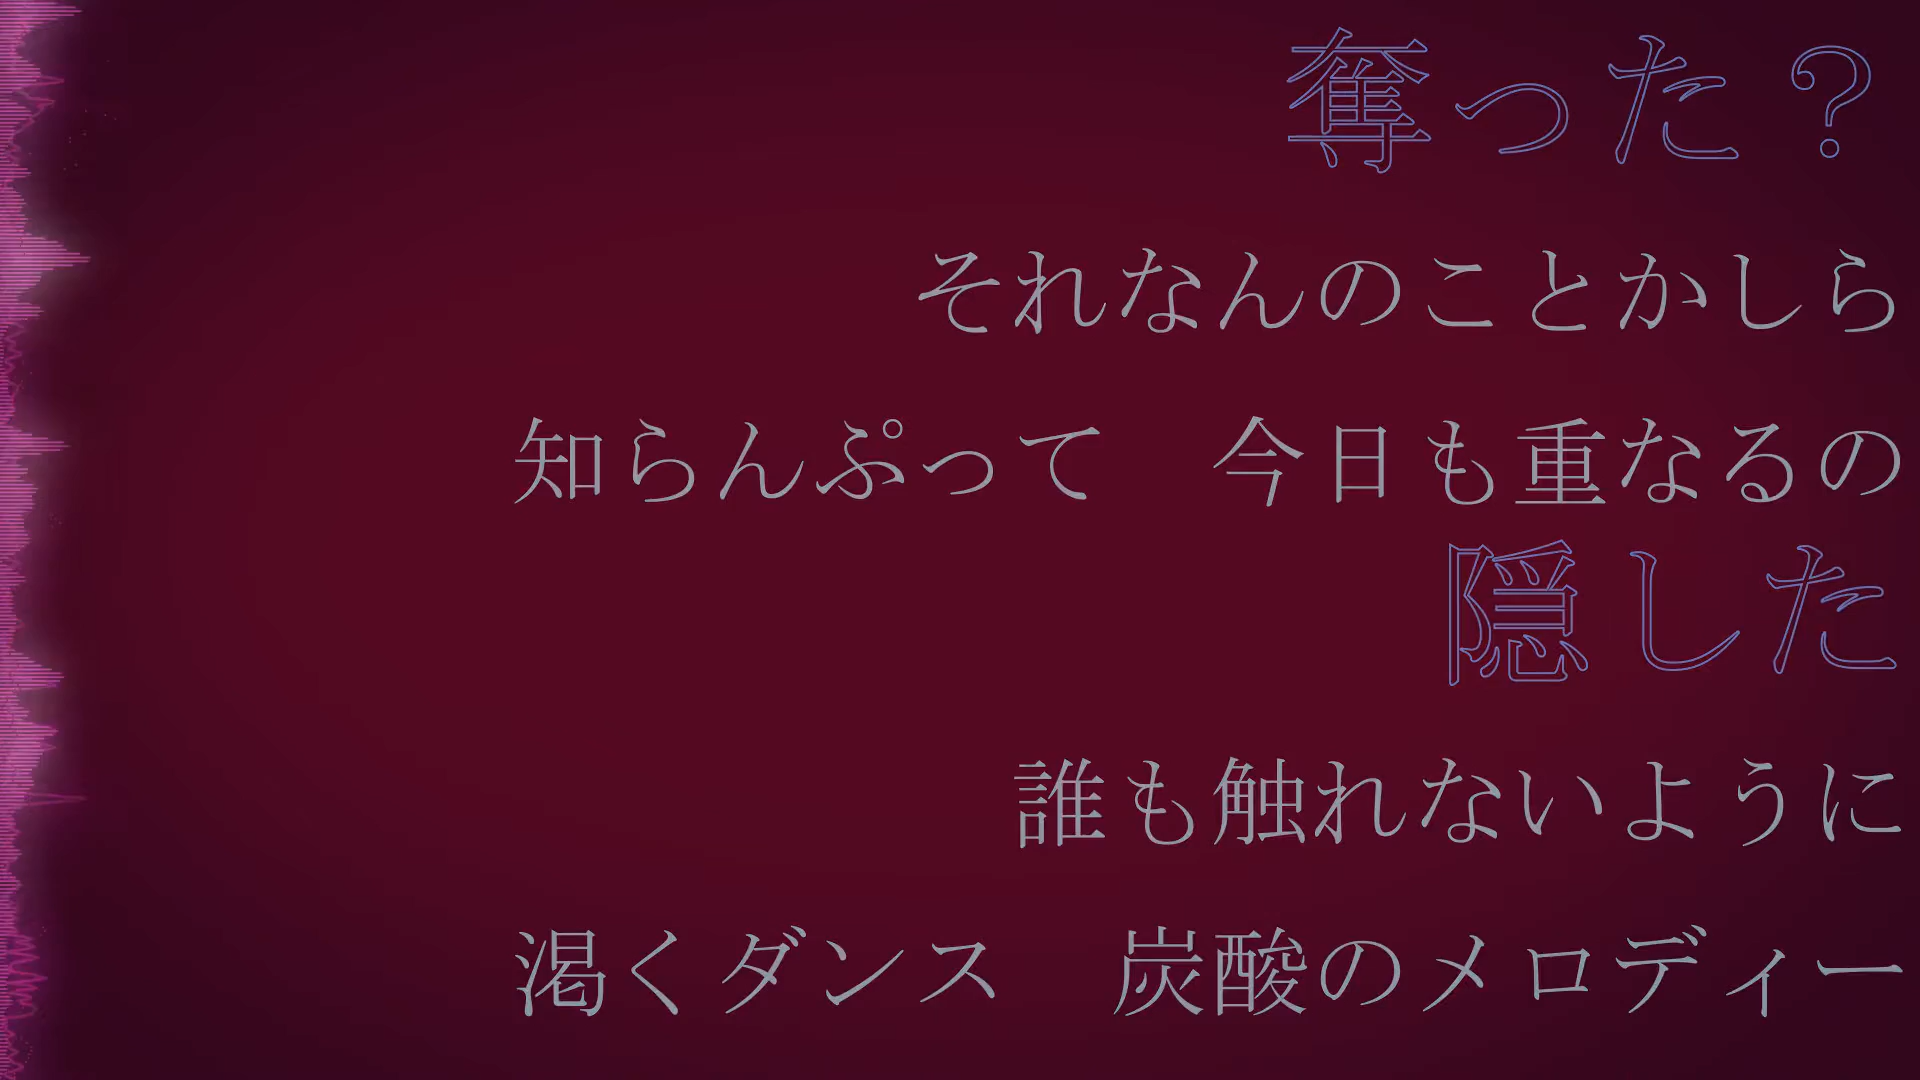 奪った？
それなんのことかしら
知らんぷって　今日も重なるの
隠した
誰も触れないように
渇くダンス　炭酸のメロディー